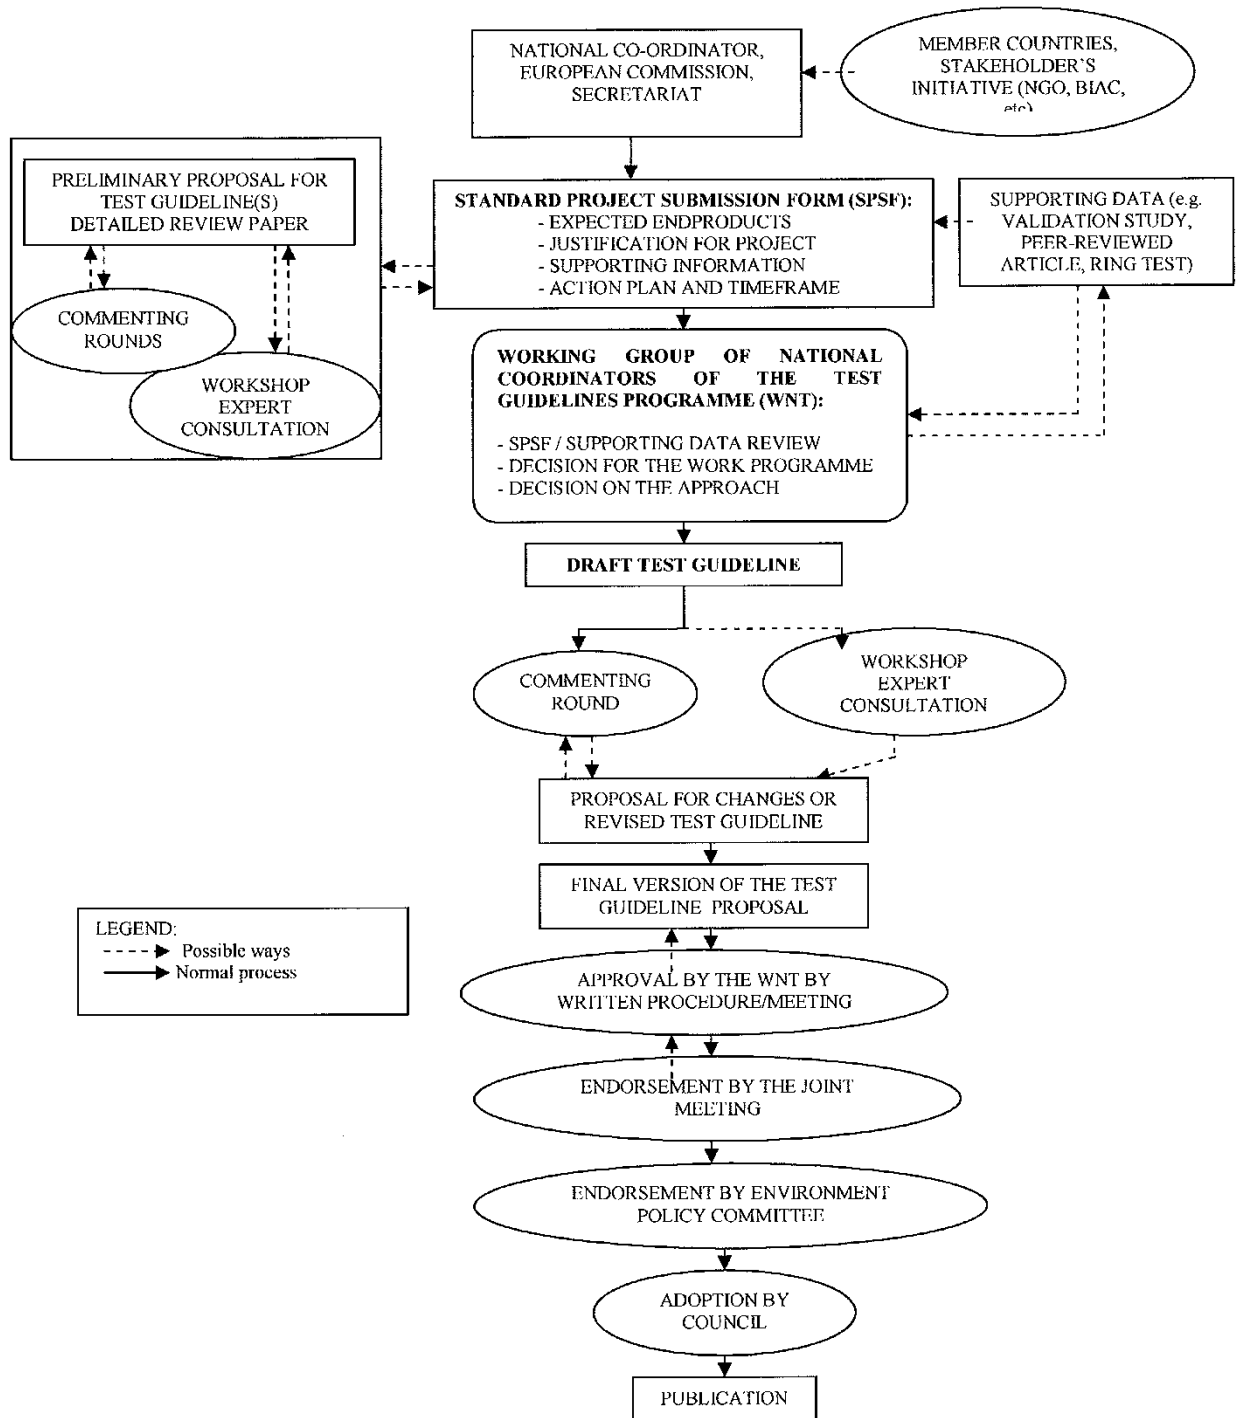 NATIONAL CO-ORDINATOR,
EUROPEAN COMMISSION,
SECRETARIAT
MEMBER COUNTRIES,
STAKEHOLDER'S
INITIATIVE (NGO, BIAC,
etc)
PRELIMINARY PROPOSAL FOR
TEST GUIDELINE(S)
DETAILED REVIEW PAPER
COMMENTING
ROUNDS
WORKSHOP
EXPERT
CONSULTATION
STANDARD PROJECT SUBMISSION FORM (SPSF):
- EXPECTED ENDPRODUCTS
- JUSTIFICATION FOR PROJECT
- SUPPORTING INFORMATION
- ACTION PLAN AND TIMEFRAME
SUPPORTING DATA (e.g.
VALIDATION STUDY,
PEER-REVIEWED
ARTICLE, RING TEST)
WORKING GROUP OF NATIONAL
COORDINATORS OF THE TEST
GUIDELINES PROGRAMME (WNT):
- SPSF / SUPPORTING DATA REVIEW
- DECISION FOR THE WORK PROGRAMME
- DECISION ON THE APPROACH
DRAFT TEST GUIDELINE
COMMENTING
ROUND
WORKSHOP
EXPERT
CONSULTATION
PROPOSAL FOR CHANGES OR
REVISED TEST GUIDELINE
FINAL VERSION OF THE TEST
GUIDELINE PROPOSAL
LEGEND:
Possible ways
Normal process
APPROVAL BY THE WNT BY
WRITTEN PROCEDURE/MEETING
ENDORSEMENT BY THE JOINT
MEETING
ENDORSEMENT BY ENVIRONMENT
POLICY COMMITTEE
ADOPTION BY
COUNCIL
PUBLICATION